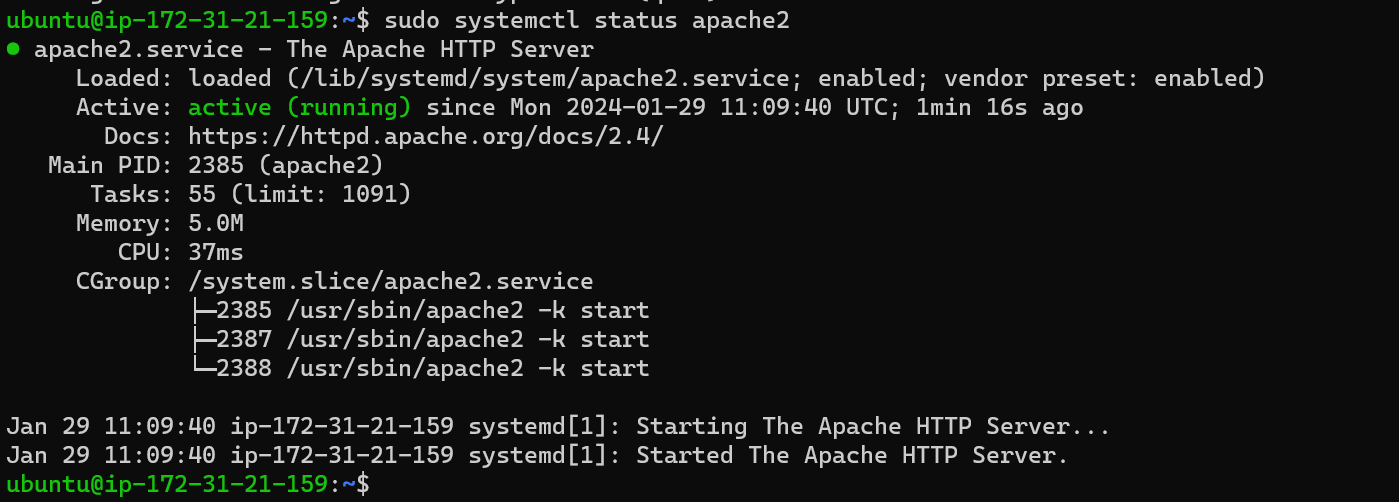 ubuntu@ip-172-31-21-159:~$ sudo systemctl status apache2
● apache2.service - The Apache HTTP Server
     Loaded: loaded (/lib/systemd/system/apache2.service; enabled; vendor preset: enabled)
     Active: active (running) since Mon 2024-01-29 11:09:40 UTC; 1min 16s ago
       Docs: https://httpd.apache.org/docs/2.4/
   Main PID: 2385 (apache2)
      Tasks: 55 (limit: 1091)
     Memory: 5.0M
        CPU: 37ms
     CGroup: /system.slice/apache2.service
             ├─2385 /usr/sbin/apache2 -k start
             ├─2387 /usr/sbin/apache2 -k start
             └─2388 /usr/sbin/apache2 -k start

Jan 29 11:09:40 ip-172-31-21-159 systemd[1]: Starting The Apache HTTP Server...
Jan 29 11:09:40 ip-172-31-21-159 systemd[1]: Started The Apache HTTP Server.
ubuntu@ip-172-31-21-159:~$